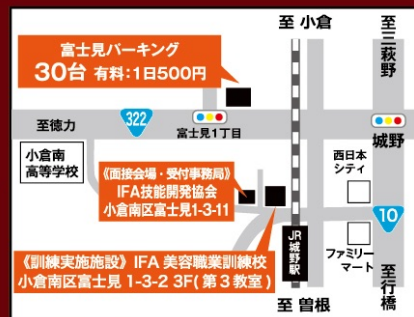 至 小倉
至三萩野
富士見パーキング
30台 有料：1日500円
322
至徳力
富士見1丁目
城野
小倉南
高等学校
《面接会場・受付事務局》
IFA技能開発協会
小倉南区富士見1-3-11
西日本
シティ
10
JR
城野駅
ファミリー
マート
《訓練実施施設》IFA 美容職業訓練校
小倉南区富士見 1-3-2 3F(第3教室)
至 曽根
至行橋